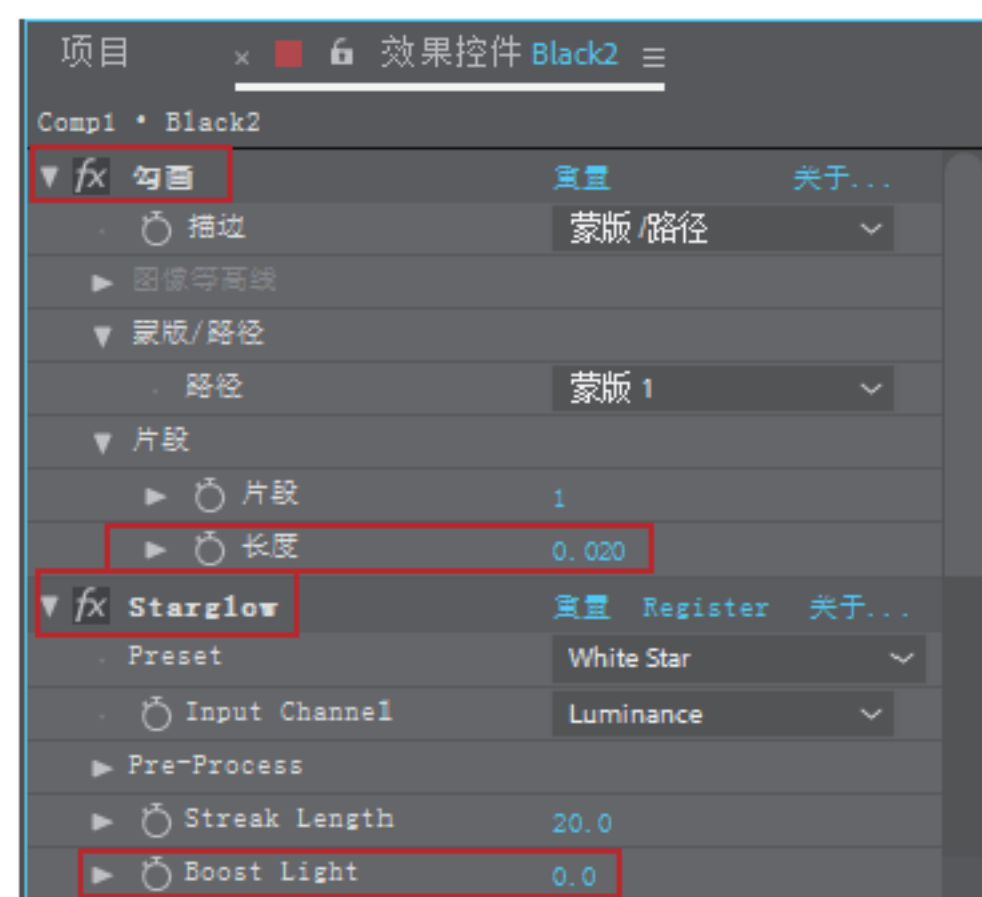 项目 × 效果控件 Black2
Comp1 • Black2
fx 勾画 重置 关于...
描边 蒙版/路径
图像等高线
蒙版/路径
路径 蒙版 1
片段
片段 1
长度 0.020
fx Starglow 重置 Register 关于...
Preset White Star
Input Channel Luminance
Pre-Process
Streak Length 20.0
Boost Light 0.0